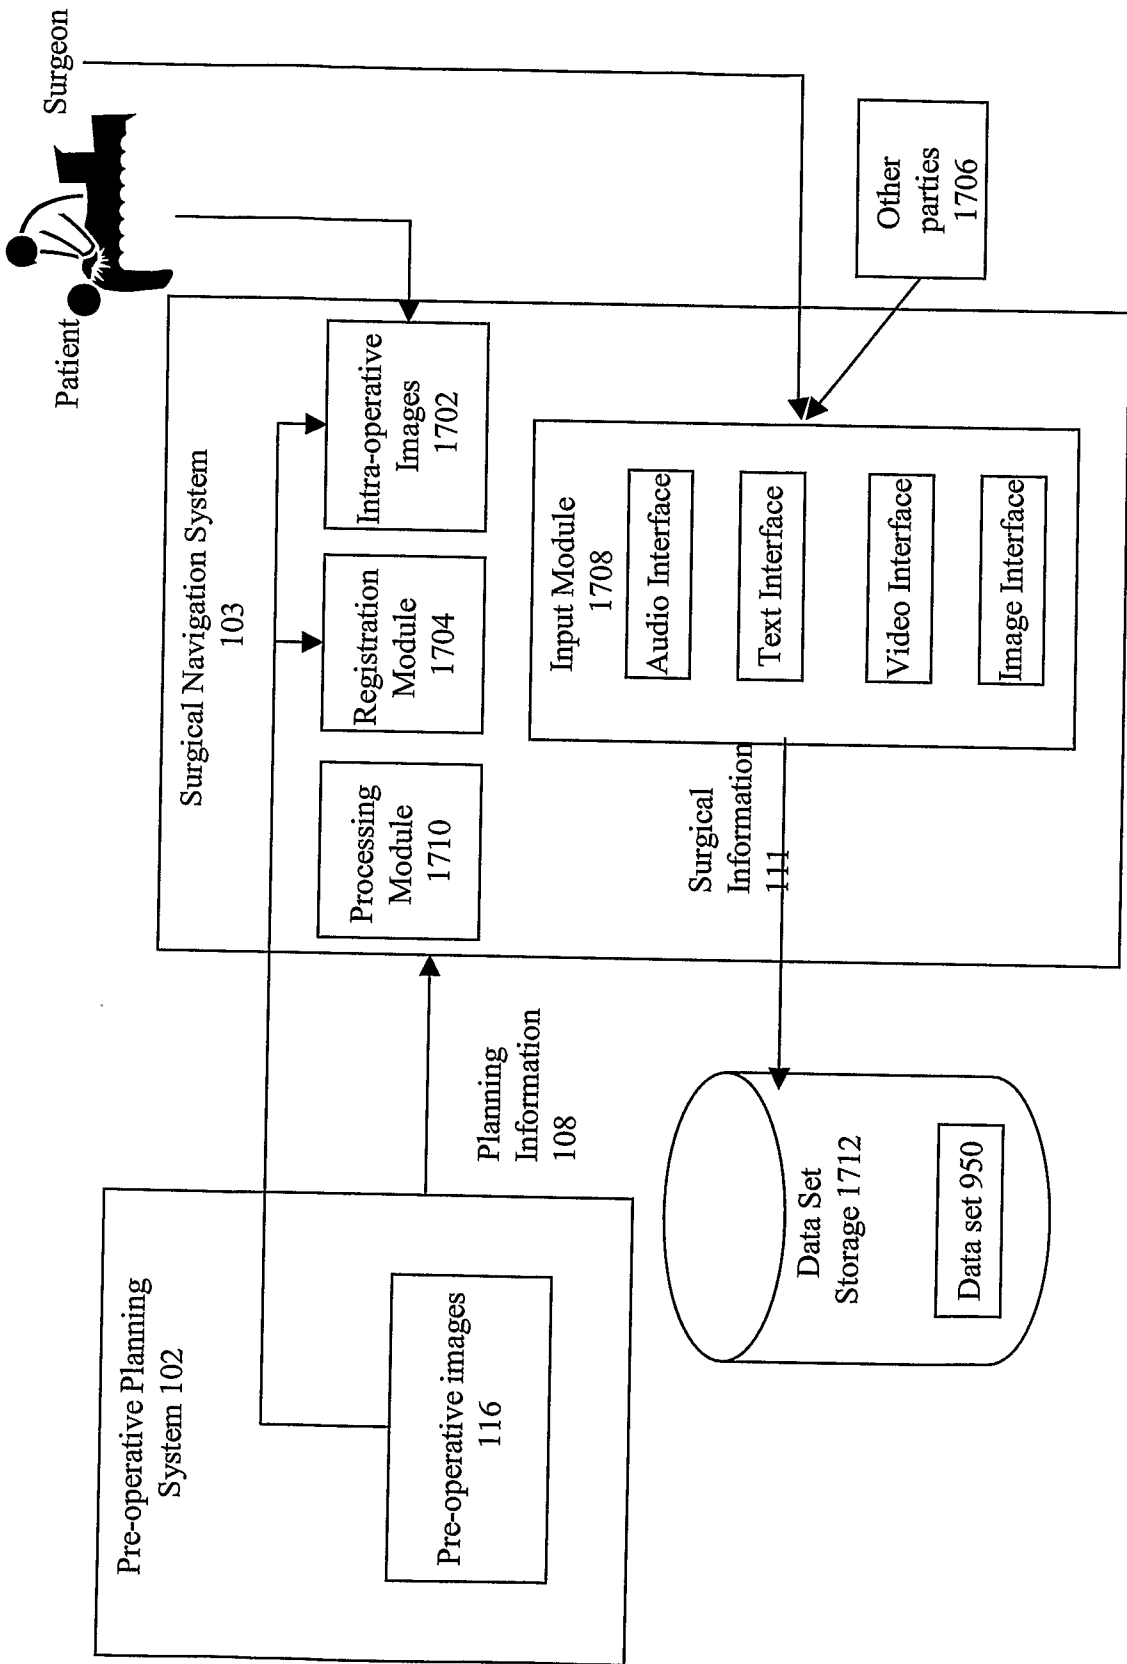 Pre-operative Planning
System 102
Pre-operative images
116
Planning
Information
108
Data Set
Storage 1712
Data set 950
Surgical Navigation System
103
Processing
Module
1710
Registration
Module
1704
Intra-operative
Images
1702
Surgical
Information
111
Input Module
1708
Audio Interface
Text Interface
Video Interface
Image Interface
Patient
Surgeon
Other
parties
1706